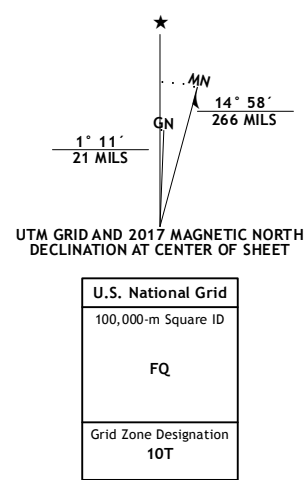 ★
MN
GN
14° 58´
266 MILS
1° 11´
21 MILS
UTM GRID AND 2017 MAGNETIC NORTH
DECLINATION AT CENTER OF SHEET
U.S. National Grid
100,000-m Square ID
FQ
Grid Zone Designation
10T